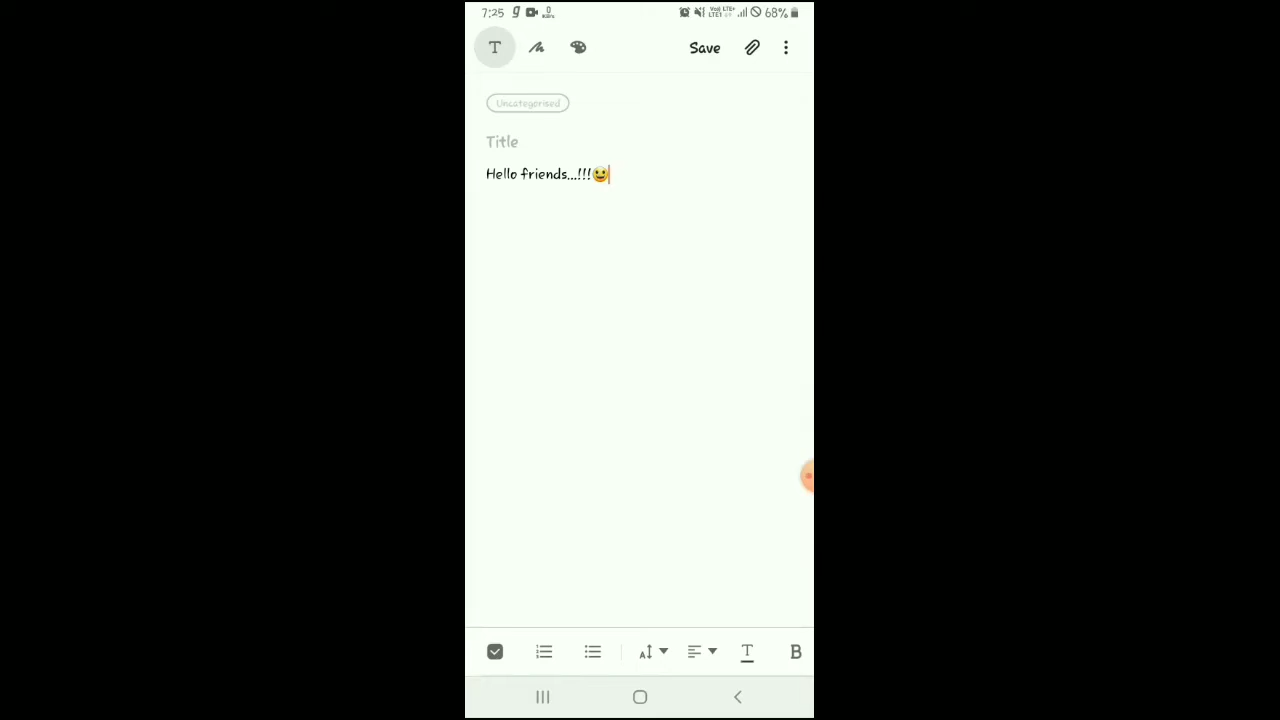 7:25 g 68%
T Save
Uncategorised
Title
Hello friends...!!!😃
A T B